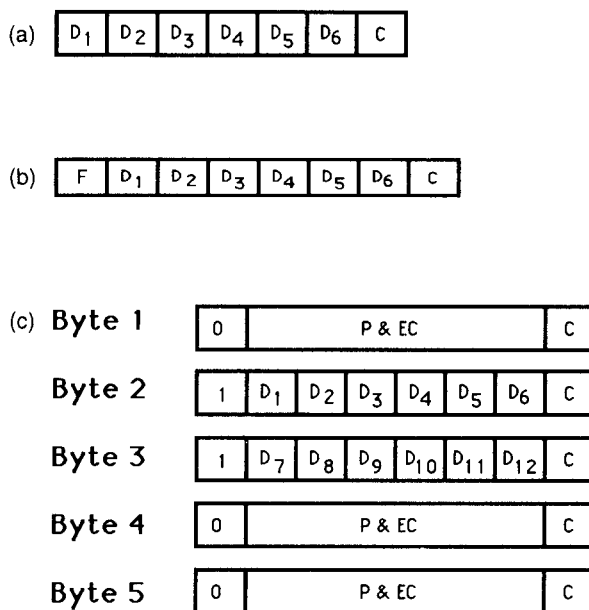 (a) D1 D2 D3 D4 D5 D6 C
(b) F D1 D2 D3 D4 D5 D6 C
(c) Byte 1 0 P & EC C
Byte 2 1 D1 D2 D3 D4 D5 D6 C
Byte 3 1 D7 D8 D9 D10 D11 D12 C
Byte 4 0 P & EC C
Byte 5 0 P & EC C